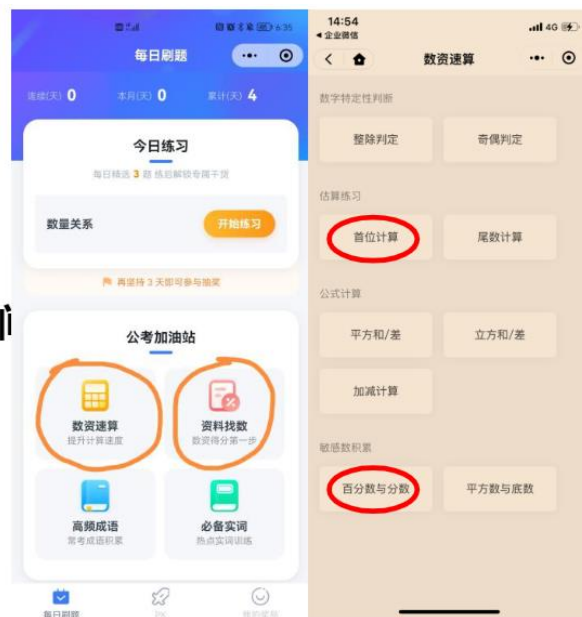 6:35
每日刷题
连续(天) 0
本月(天) 0
累计(天) 4
今日练习
每日精选 3 题 练后解锁专属干货
数量关系
开始练习
再坚持 3 天即可参与抽奖
公考加油站
数资速算
提升计算速度
资料找数
数资得分第一步
高频成语
常考成语积累
必备实词
热点实词训练
每日刷题
14:54
企业微信
4G
数资速算
数字特定性判断
整除判定
奇偶判定
估算练习
首位计算
尾数计算
公式计算
平方和/差
立方和/差
加减计算
敏感数积累
百分数与分数
平方数与底数